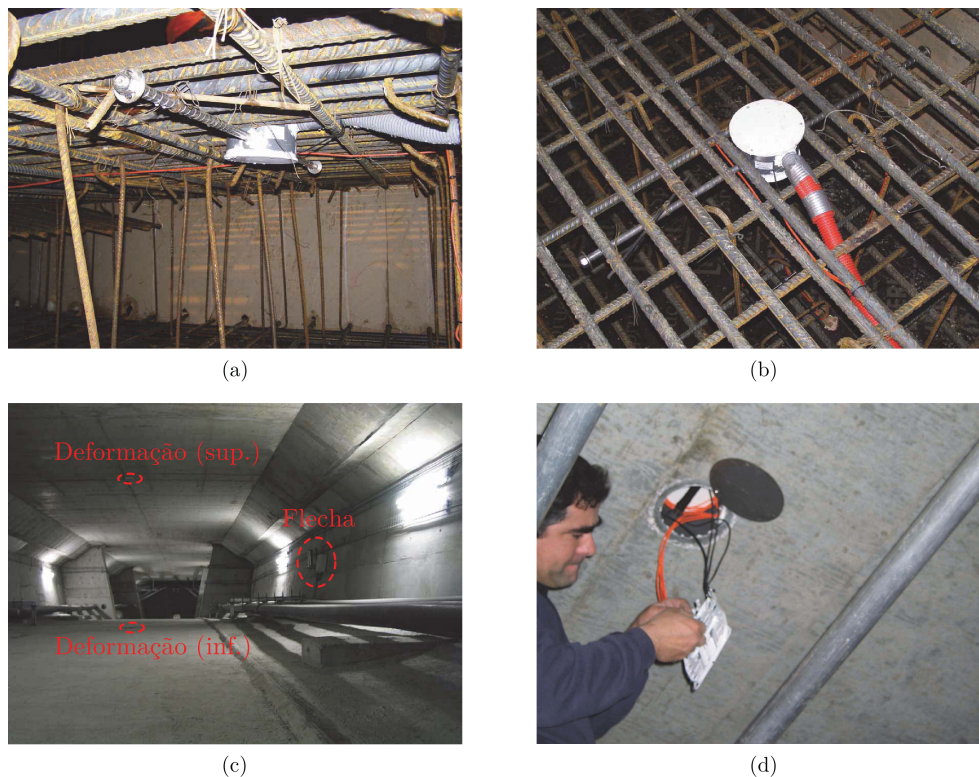 (a)
(b)
Deformação (sup.)
Flecha
Deformação (inf.)
(c)
(d)